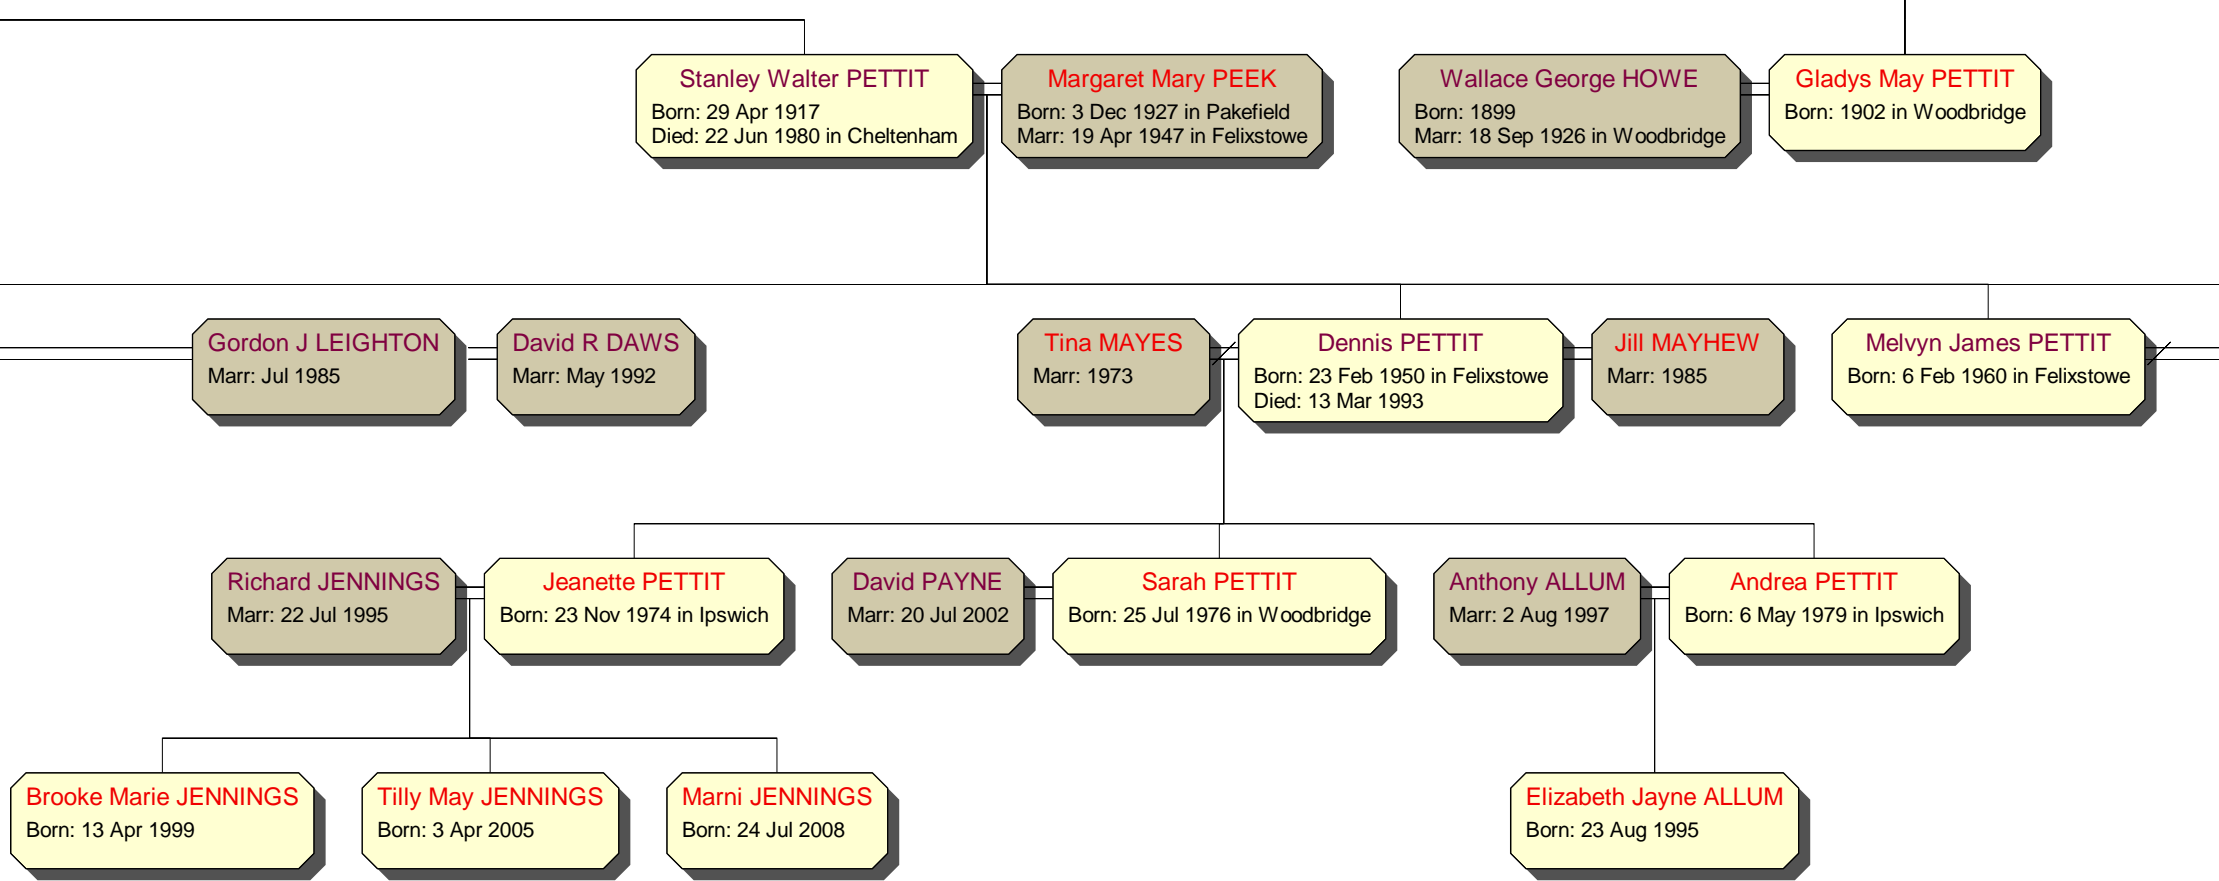 Stanley Walter PETTIT
Born: 29 Apr 1917
Died: 22 Jun 1980 in Cheltenham
Margaret Mary PEEK
Born: 3 Dec 1927 in Pakefield
Marr: 19 Apr 1947 in Felixstowe
Wallace George HOWE
Born: 1899
Marr: 18 Sep 1926 in Woodbridge
Gladys May PETTIT
Born: 1902 in Woodbridge
Gordon J LEIGHTON
Marr: Jul 1985
David R DAWS
Marr: May 1992
Tina MAYES
Marr: 1973
Dennis PETTIT
Born: 23 Feb 1950 in Felixstowe
Died: 13 Mar 1993
Jill MAYHEW
Marr: 1985
Melvyn James PETTIT
Born: 6 Feb 1960 in Felixstowe
Richard JENNINGS
Marr: 22 Jul 1995
Jeanette PETTIT
Born: 23 Nov 1974 in Ipswich
David PAYNE
Marr: 20 Jul 2002
Sarah PETTIT
Born: 25 Jul 1976 in Woodbridge
Anthony ALLUM
Marr: 2 Aug 1997
Andrea PETTIT
Born: 6 May 1979 in Ipswich
Brooke Marie JENNINGS
Born: 13 Apr 1999
Tilly May JENNINGS
Born: 3 Apr 2005
Marni JENNINGS
Born: 24 Jul 2008
Elizabeth Jayne ALLUM
Born: 23 Aug 1995